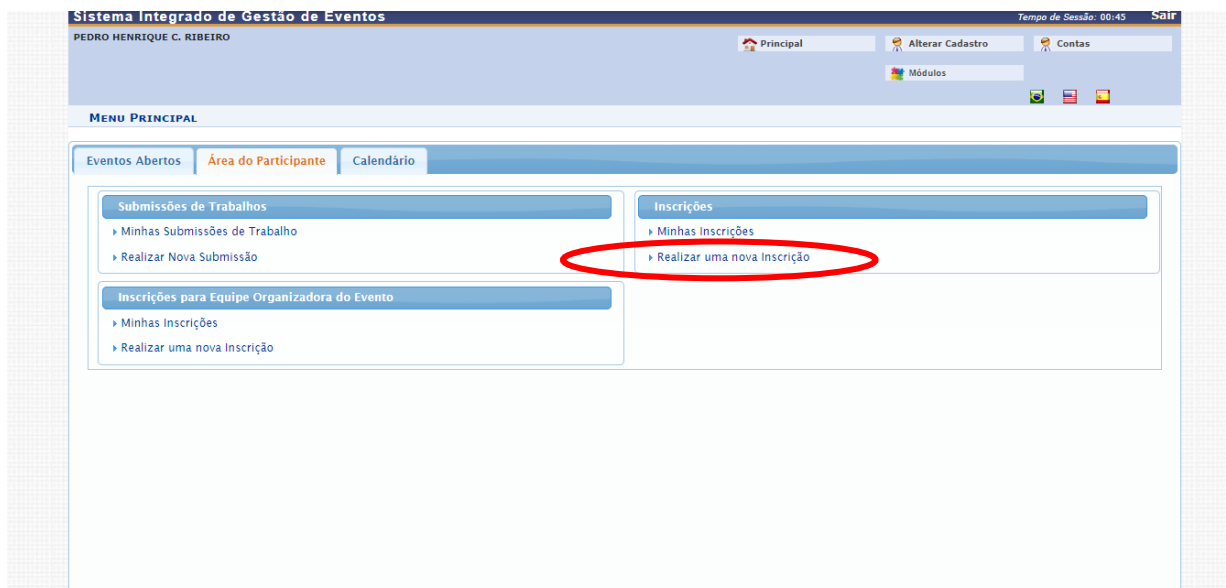 Sistema Integrado de Gestão de Eventos
Tempo de Sessão: 00:45
Sair
PEDRO HENRIQUE C. RIBEIRO
Principal
Alterar Cadastro
Contas
Módulos
MENU PRINCIPAL
Eventos Abertos
Área do Participante
Calendário
Submissões de Trabalhos
Minhas Submissões de Trabalho
Realizar Nova Submissão
Inscrições
Minhas Inscrições
Realizar uma nova Inscrição
Inscrições para Equipe Organizadora do Evento
Minhas Inscrições
Realizar uma nova Inscrição